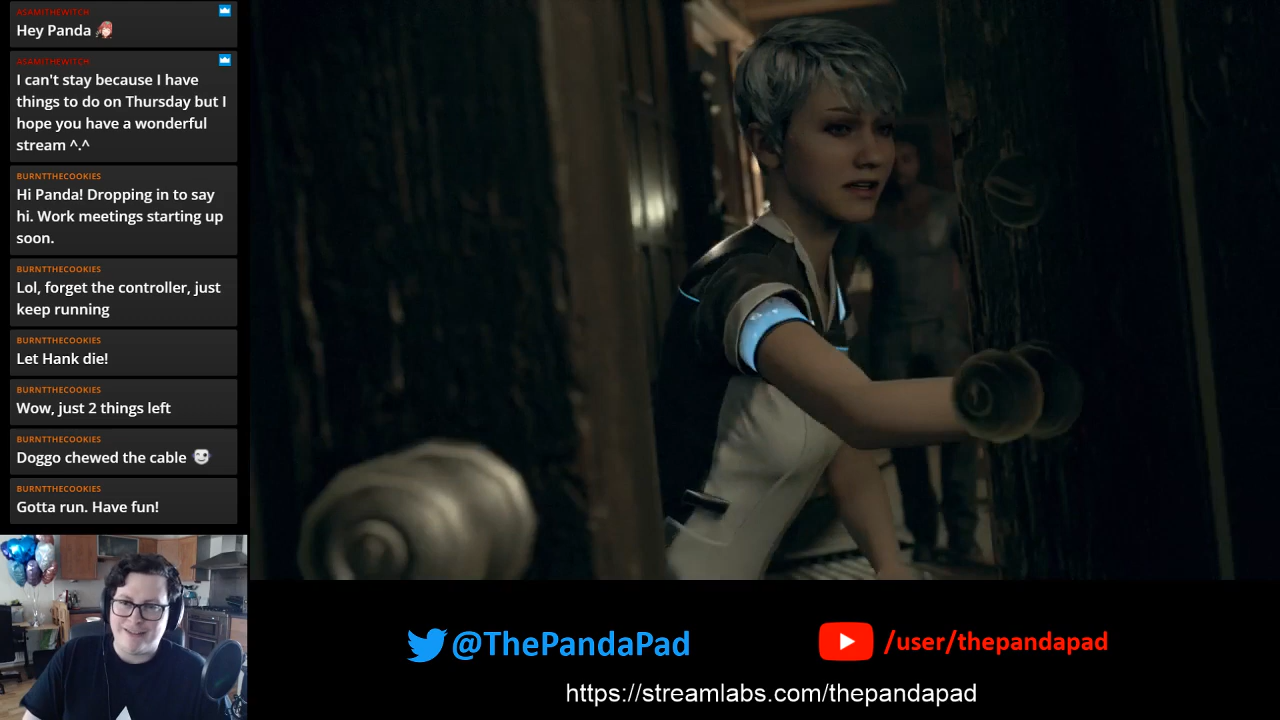 ASAMITHEWITCH
Hey Panda
ASAMITHEWITCH
I can't stay because I have
things to do on Thursday but I
hope you have a wonderful
stream ^.^
BURNTTHECOOKIES
Hi Panda! Dropping in to say
hi. Work meetings starting up
soon.
BURNTTHECOOKIES
Lol, forget the controller, just
keep running
BURNTTHECOOKIES
Let Hank die!
BURNTTHECOOKIES
Wow, just 2 things left
BURNTTHECOOKIES
Doggo chewed the cable
BURNTTHECOOKIES
Gotta run. Have fun!
@ThePandaPad
/user/thepandapad
https://streamlabs.com/thepandapad